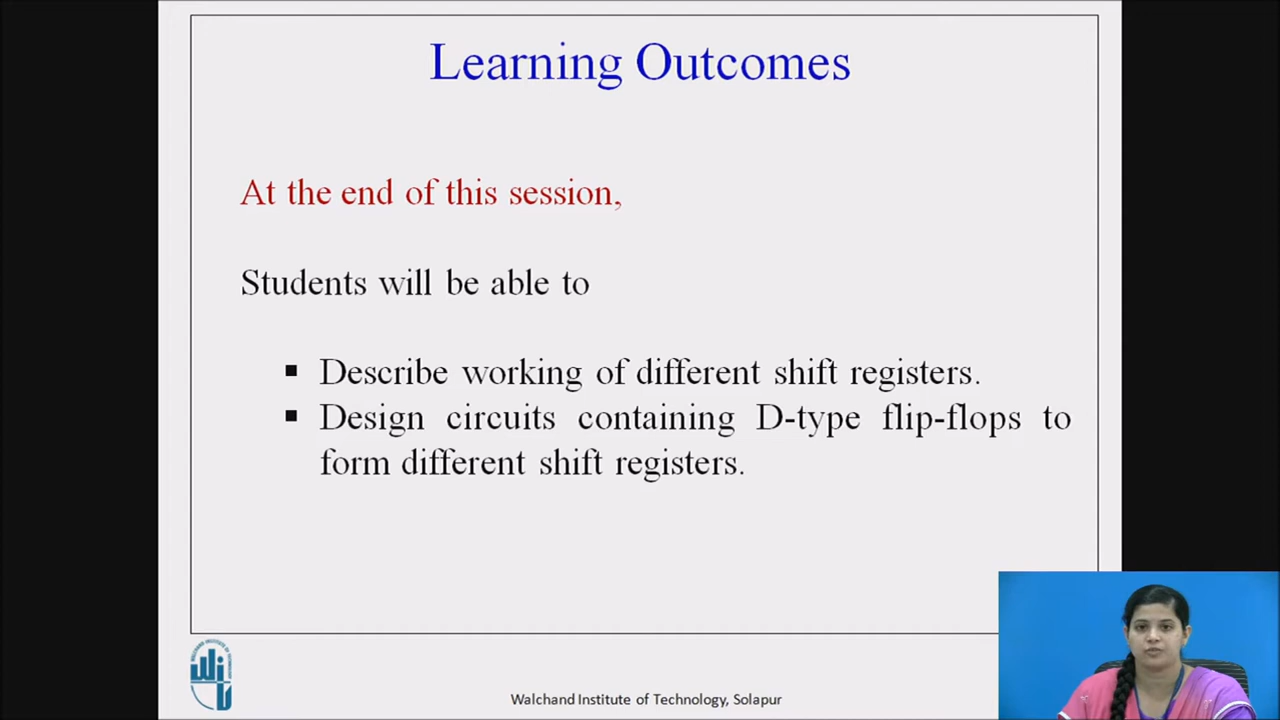 Learning Outcomes
At the end of this session,
Students will be able to
▪ Describe working of different shift registers.
▪ Design circuits containing D-type flip-flops to
form different shift registers.
Walchand Institute of Technology, Solapur